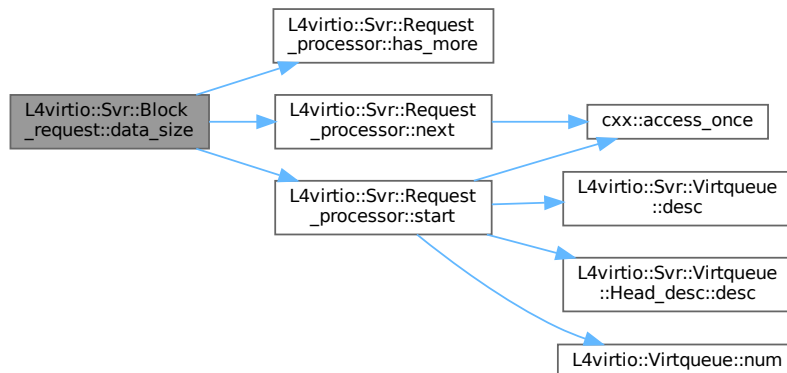 L4virtio::Svr::Block
_request::data_size
L4virtio::Svr::Request
_processor::has_more
L4virtio::Svr::Request
_processor::next
L4virtio::Svr::Request
_processor::start
cxx::access_once
L4virtio::Svr::Virtqueue
::desc
L4virtio::Svr::Virtqueue
::Head_desc::desc
L4virtio::Virtqueue::num